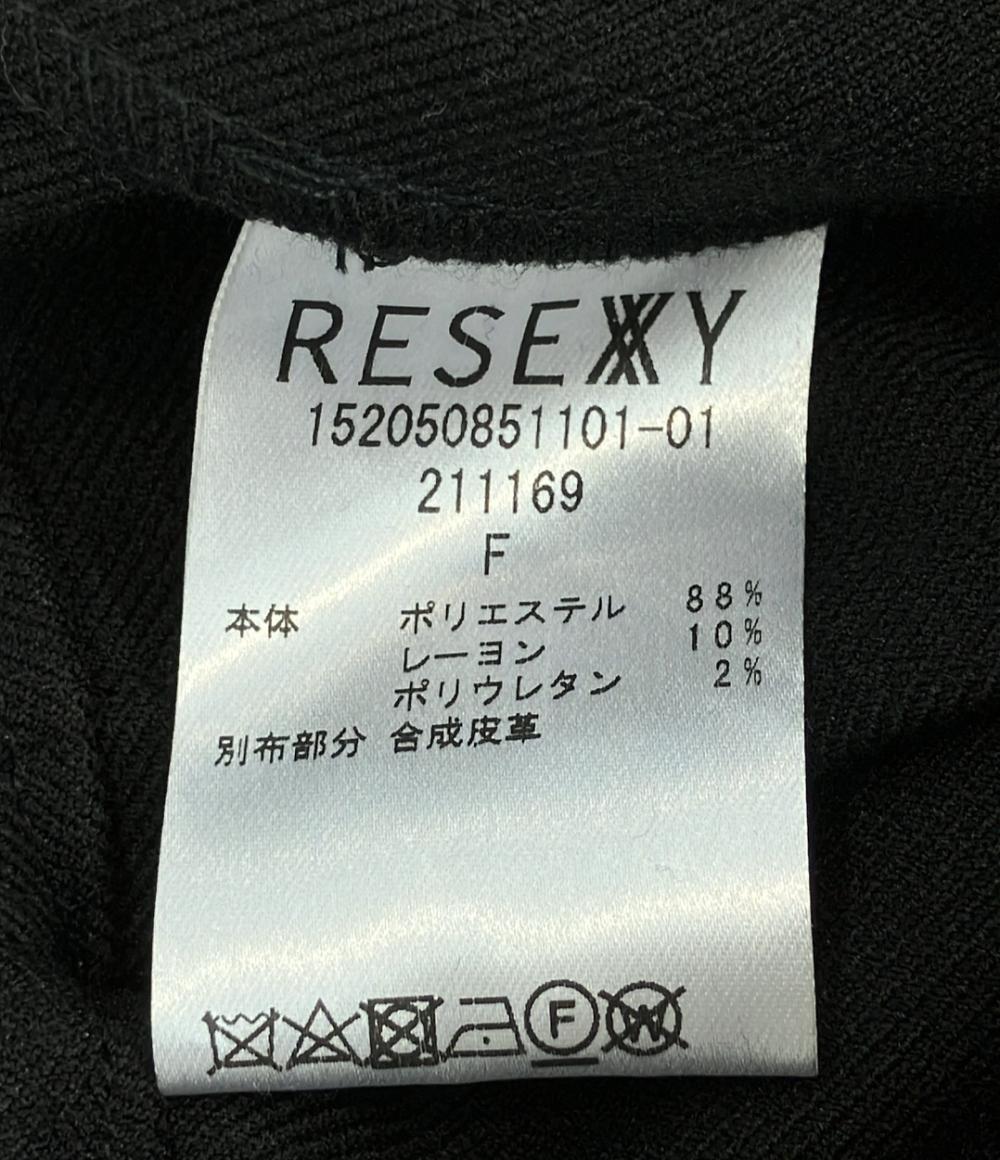 RESEXXY
152050851101-01
211169
F
本体 ポリエステル 88%
レーヨン 10%
ポリウレタン 2%
別布部分 合成皮革
F
W